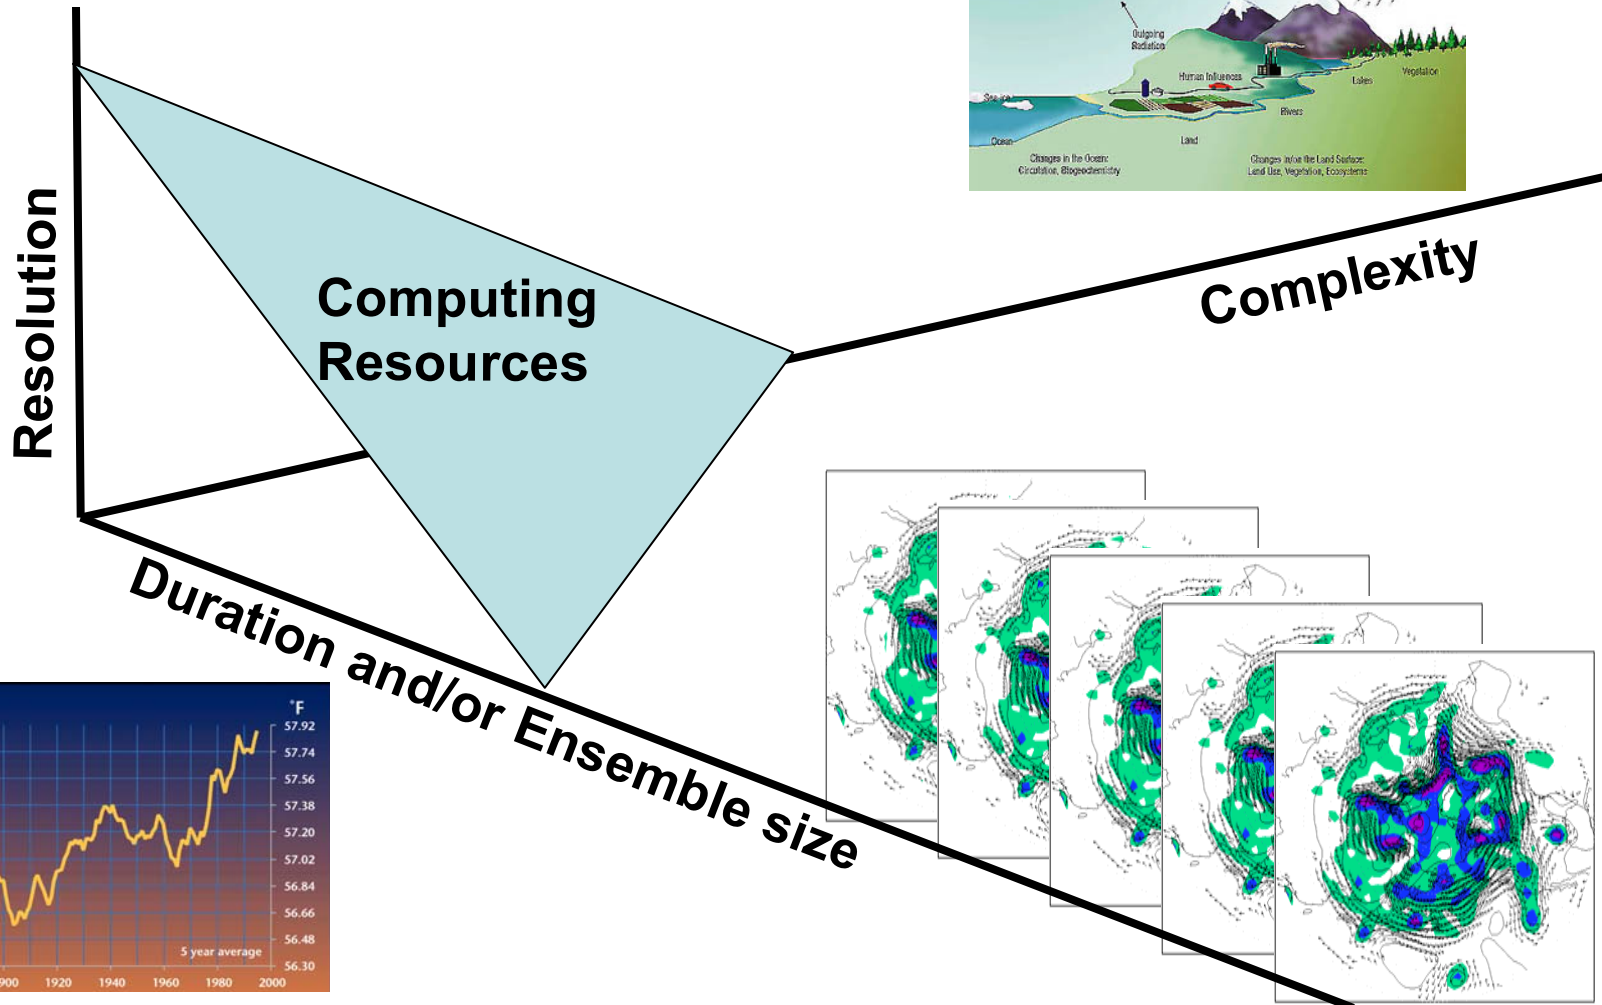 Outgoing
Radiation
Human Influences
Lakes
Vegetation
Sea-ice
Rivers
Ocean
Land
Changes in the Ocean:
Circulation, Biogeochemistry
Changes in/on the Land Surface:
Land Use, Vegetation, Ecosystems
Resolution
Computing
Resources
Complexity
Duration and/or Ensemble size
°F
57.92
57.74
57.56
57.38
57.20
57.02
56.84
56.66
56.48
56.30
5 year average
900 1920 1940 1960 1980 2000